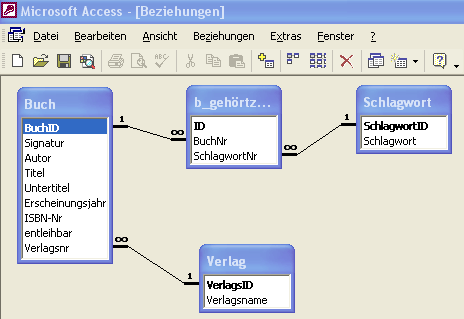 Microsoft Access - [Beziehungen]
Datei Bearbeiten Ansicht Beziehungen Extras Fenster ?
Buch
BuchID
Signatur
Autor
Titel
Untertitel
Erscheinungsjahr
ISBN-Nr
entleihbar
Verlagsnr
1
∞
b_gehörtz...
ID
BuchNr
SchlagwortNr
∞
1
Schlagwort
SchlagwortID
Schlagwort
∞
1
Verlag
VerlagsID
Verlagsname